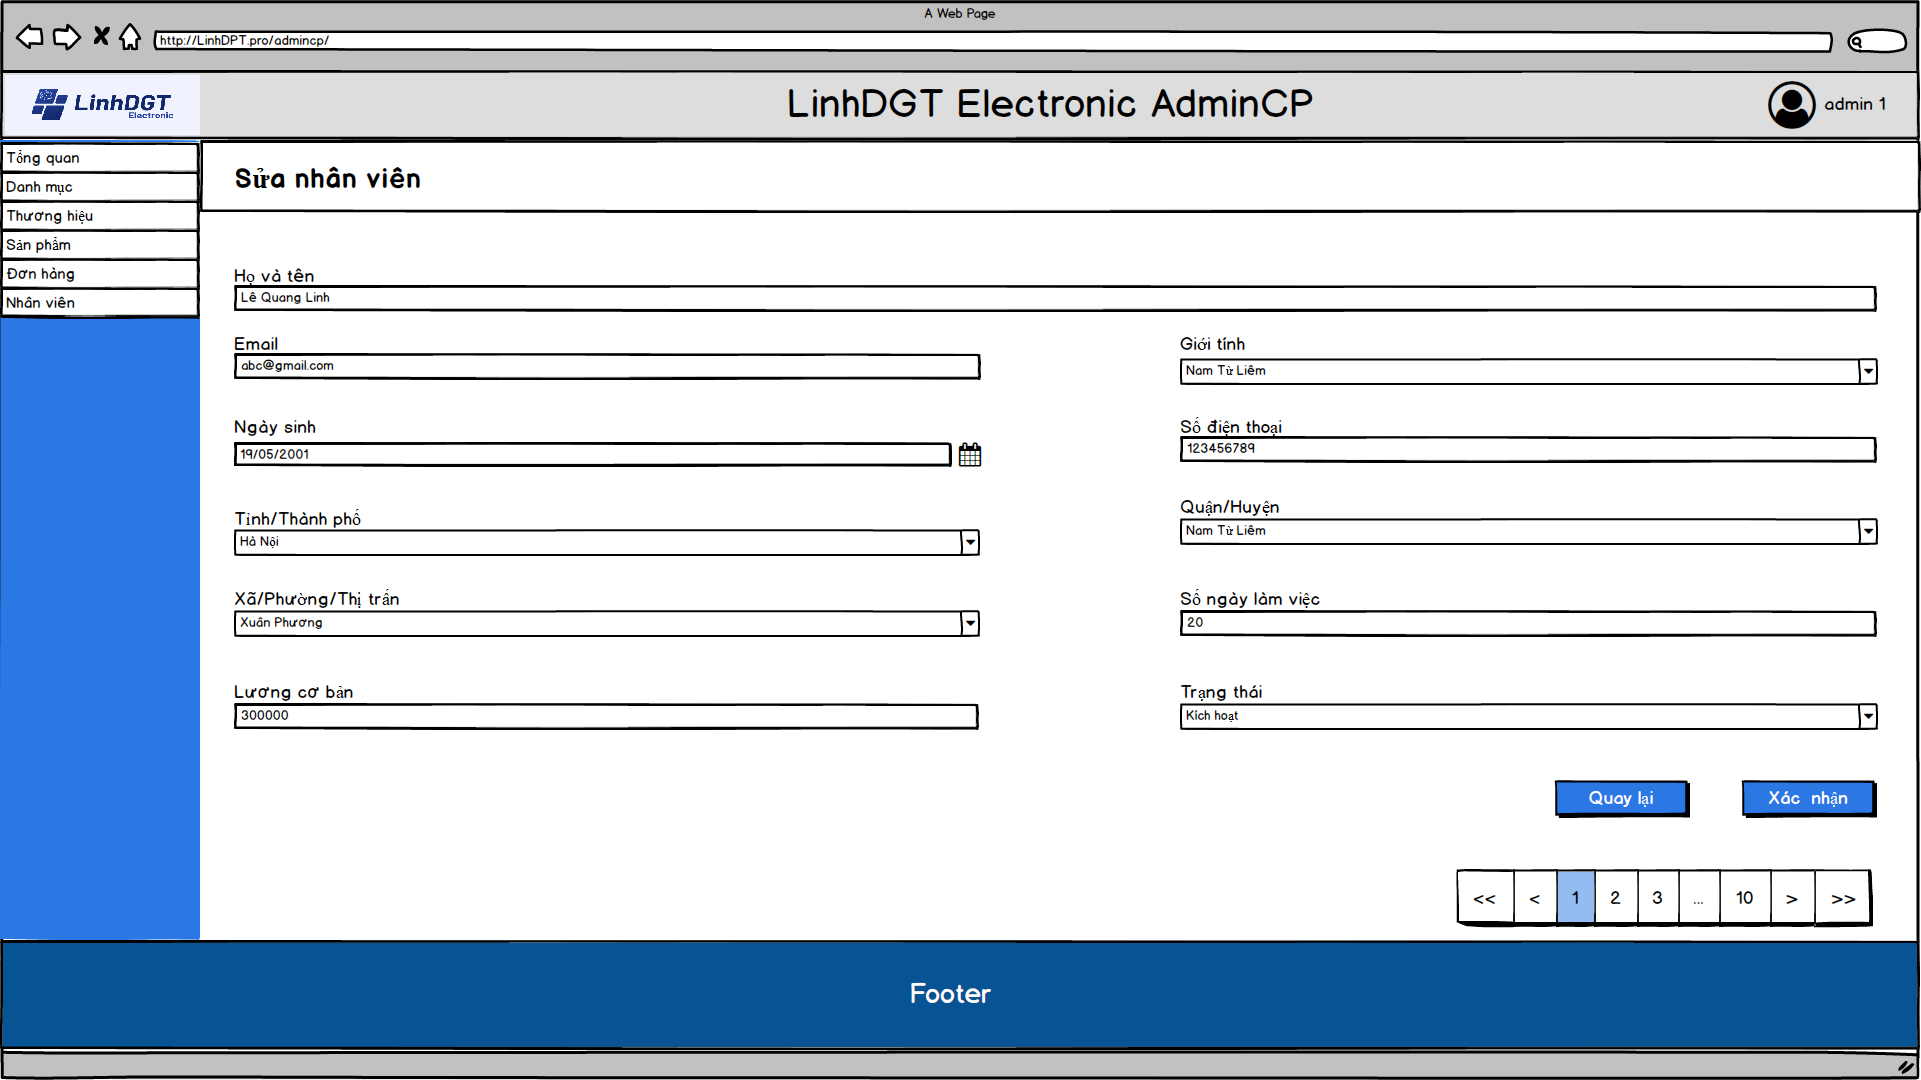 A Web Page
http://LinhDPT.pro/admincp/
LinhDGT
Electronic
LinhDGT Electronic AdminCP
admin 1
Tổng quan
Danh mục
Thương hiệu
Sản phẩm
Đơn hàng
Nhân viên
Sửa nhân viên
Họ và tên
Lê Quang Linh
Email
abc@gmail.com
Giới tính
Nam Từ Liêm
Ngày sinh
19/05/2001
Số điện thoại
123456789
Tỉnh/Thành phố
Hà Nội
Quận/Huyện
Nam Từ Liêm
Xã/Phường/Thị trấn
Xuân Phương
Số ngày làm việc
20
Lương cơ bản
300000
Trạng thái
Kích hoạt
Quay lại
Xác nhận
<< < 1 2 3 ... 10 > >>
Footer